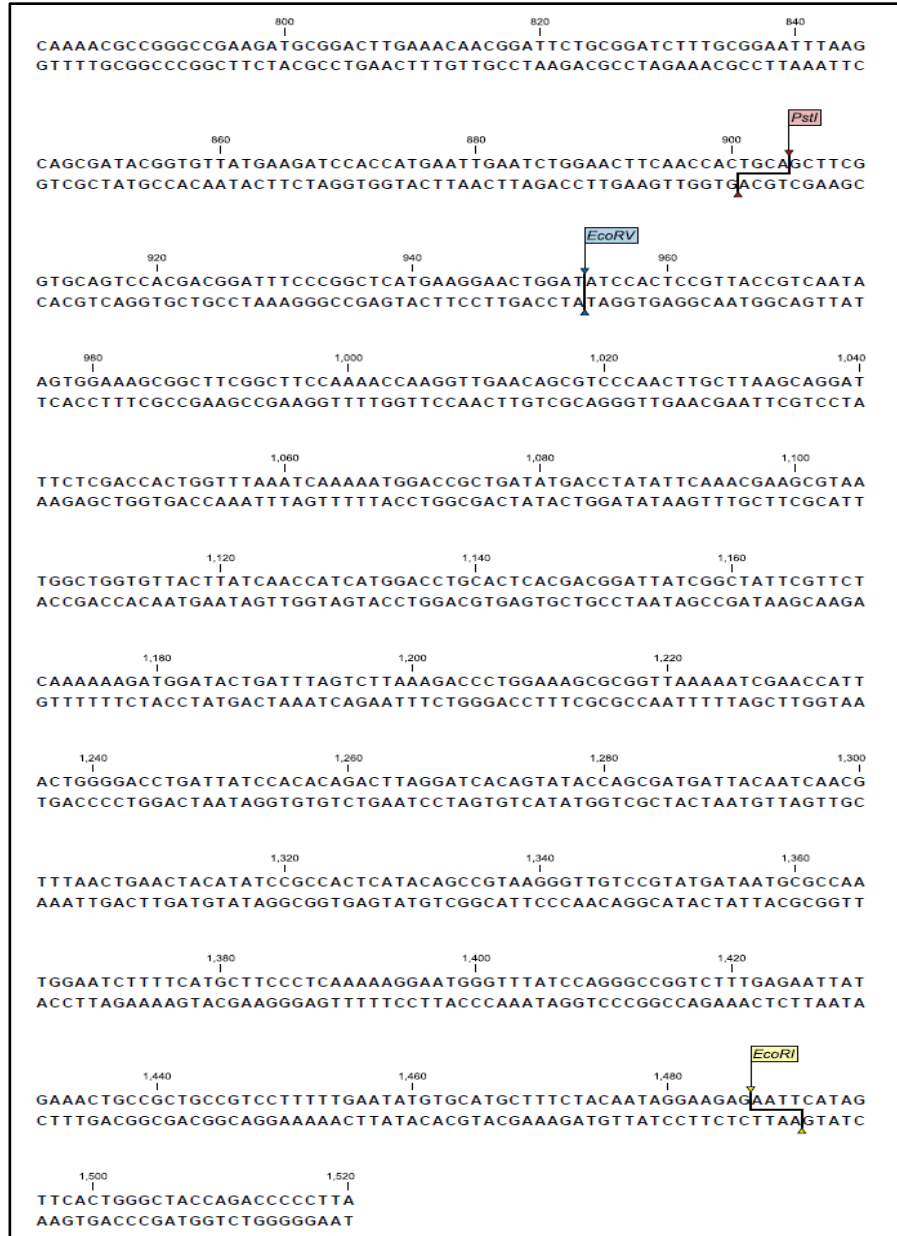 800 820 840
CAAAACGCCGGGCCGAAGATGCGGACTTGAAACAACGGATTCTGCGGATCTTTGCGGAATTTAAG
GTTTTGCGGCCCGGCTTCTACGCCTGAACTTTGTTGCCTAAGACGCCTAGAAACGCCTTAAATTC
PstI
860 880 900
CAGCGATACGGTGTTATGAAGATCCACCATGAATTGAATCTGGAACTTCAACCACTGCAGCTTCG
GTCGCTATGCCACAATACTTCTAGGTGGTACTTAACTTAGACCTTGAAGTTGGTGACGTCGAAGC
EcoRV
920 940 960
GTGCAGTCCACGACGGATTTCCCGGCTCATGAAGGAACTGGATATCCACTCCGTTACCGTCAATA
CACGTCAGGTGCTGCCTAAAGGGCCGAGTACTTCCTTGACCTATAGGTGAGGCAATGGCAGTTAT
980 1,000 1,020 1,040
AGTGGAAAGCGGCTTCGGCTTCCAAAACCAAGGTTGAACAGCGTCCCAACTTGCTTAAGCAGGAT
TCACCTTTCGCCGAAGCCGAAGGTTTTGGTTCCAACTTGTCGCAGGGTTGAACGAATTCGTCCTA
1,060 1,080 1,100
TTCTCGACCACTGGTTTAAATCAAAAATGGACCGCTGATATGACCTATATTCAAACGAAGCGTAA
AAGAGCTGGTGACCAAATTTAGTTTTTACCTGGCGACTATACTGGATATAAGTTTGCTTCGCATT
1,120 1,140 1,160
TGGCTGGTGTTACTTATCAACCATCATGGACCTGCACTCACGACGGATTATCGGCTATTCGTTCT
ACCGACCACAATGAATAGTTGGTAGTACCTGGACGTGAGTGCTGCCTAATAGCCGATAAGCAAGA
1,180 1,200 1,220
CAAAAAAGATGGATACTGATTTAGTCTTAAAGACCCTGGAAAGCGCGGTTAAAAATCGAACCATT
GTTTTTTCTACCTATGACTAAATCAGAATTTCTGGGACCTTTCGCGCCAATTTTTAGCTTGGTAA
1,240 1,260 1,280 1,300
ACTGGGGACCTGATTATCCACACAGACTTAGGATCACAGTATACCAGCGATGATTACAATCAACG
TGACCCCTGGACTAATAGGTGTGTCTGAATCCTAGTGTCATATGGTCGCTACTAATGTTAGTTGC
1,320 1,340 1,360
TTTAACTGAACTACATATCCGCCACTCATACAGCCGTAAGGGTTGTCCGTATGATAATGCGCCAA
AAATTGACTTGATGTATAGGCGGTGAGTATGTCGGCATTCCCAACAGGCATACTATTACGCGGTT
1,380 1,400 1,420
TGGAATCTTTTCATGCTTCCCTCAAAAAGGAATGGGTTTATCCAGGGCCGGTCTTTGAGAATTAT
ACCTTAGAAAAGTACGAAGGGAGTTTTTCCTTACCCAAATAGGTCCCGGCCAGAAACTCTTAATA
EcoRI
1,440 1,460 1,480
GAAACTGCCGCTGCCGTCCTTTTTGAATATGTGCATGCTTTCTACAATAGGAAGAGAATTCATAG
CTTTGACGGCGACGGCAGGAAAAACTTATACACGTACGAAAGATGTTATCCTTCTCTTAAGTATC
1,500 1,520
TTCACTGGGCTACCAGACCCCCTTA
AAGTGACCCGATGGTCTGGGGGAAT